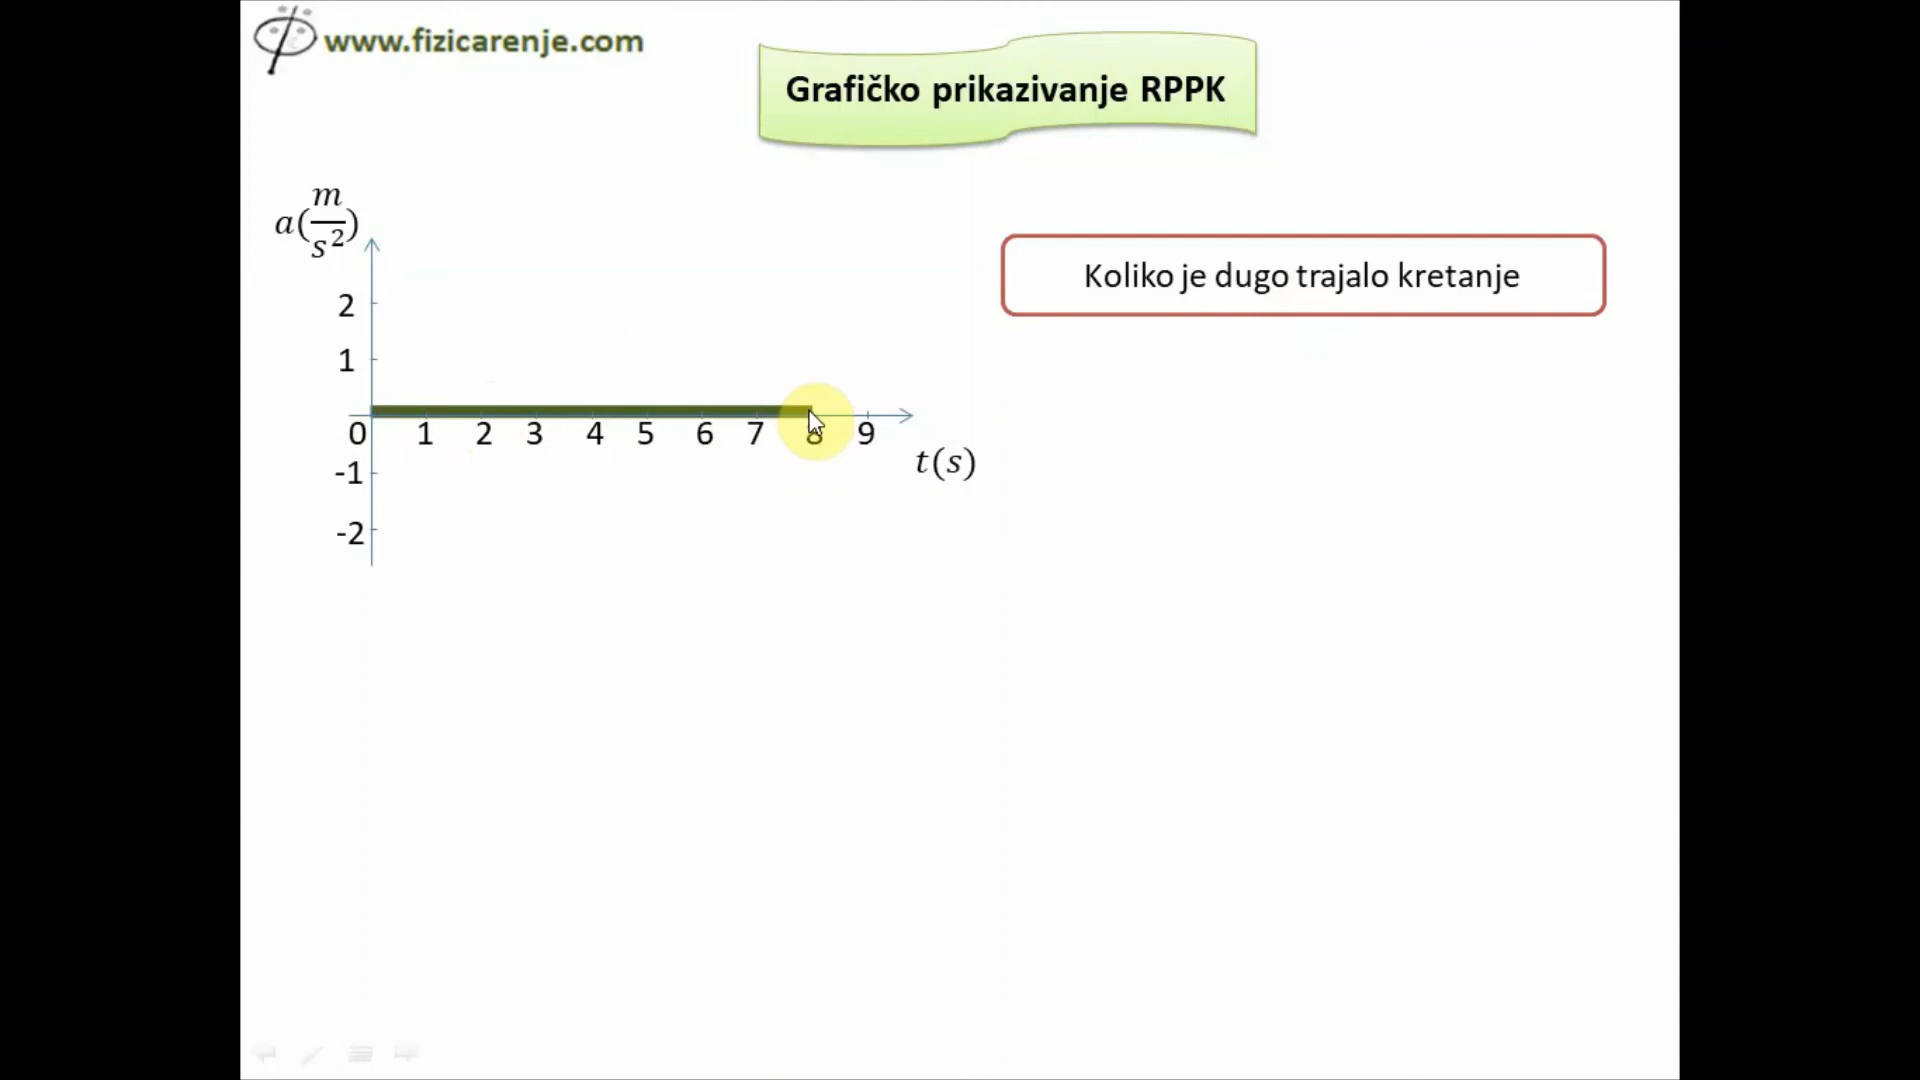 www.fizicarenje.com
Grafičko prikazivanje RPPK
a(m/s²)
2
1
0 1 2 3 4 5 6 7 8 9
t(s)
-1
-2
Koliko je dugo trajalo kretanje